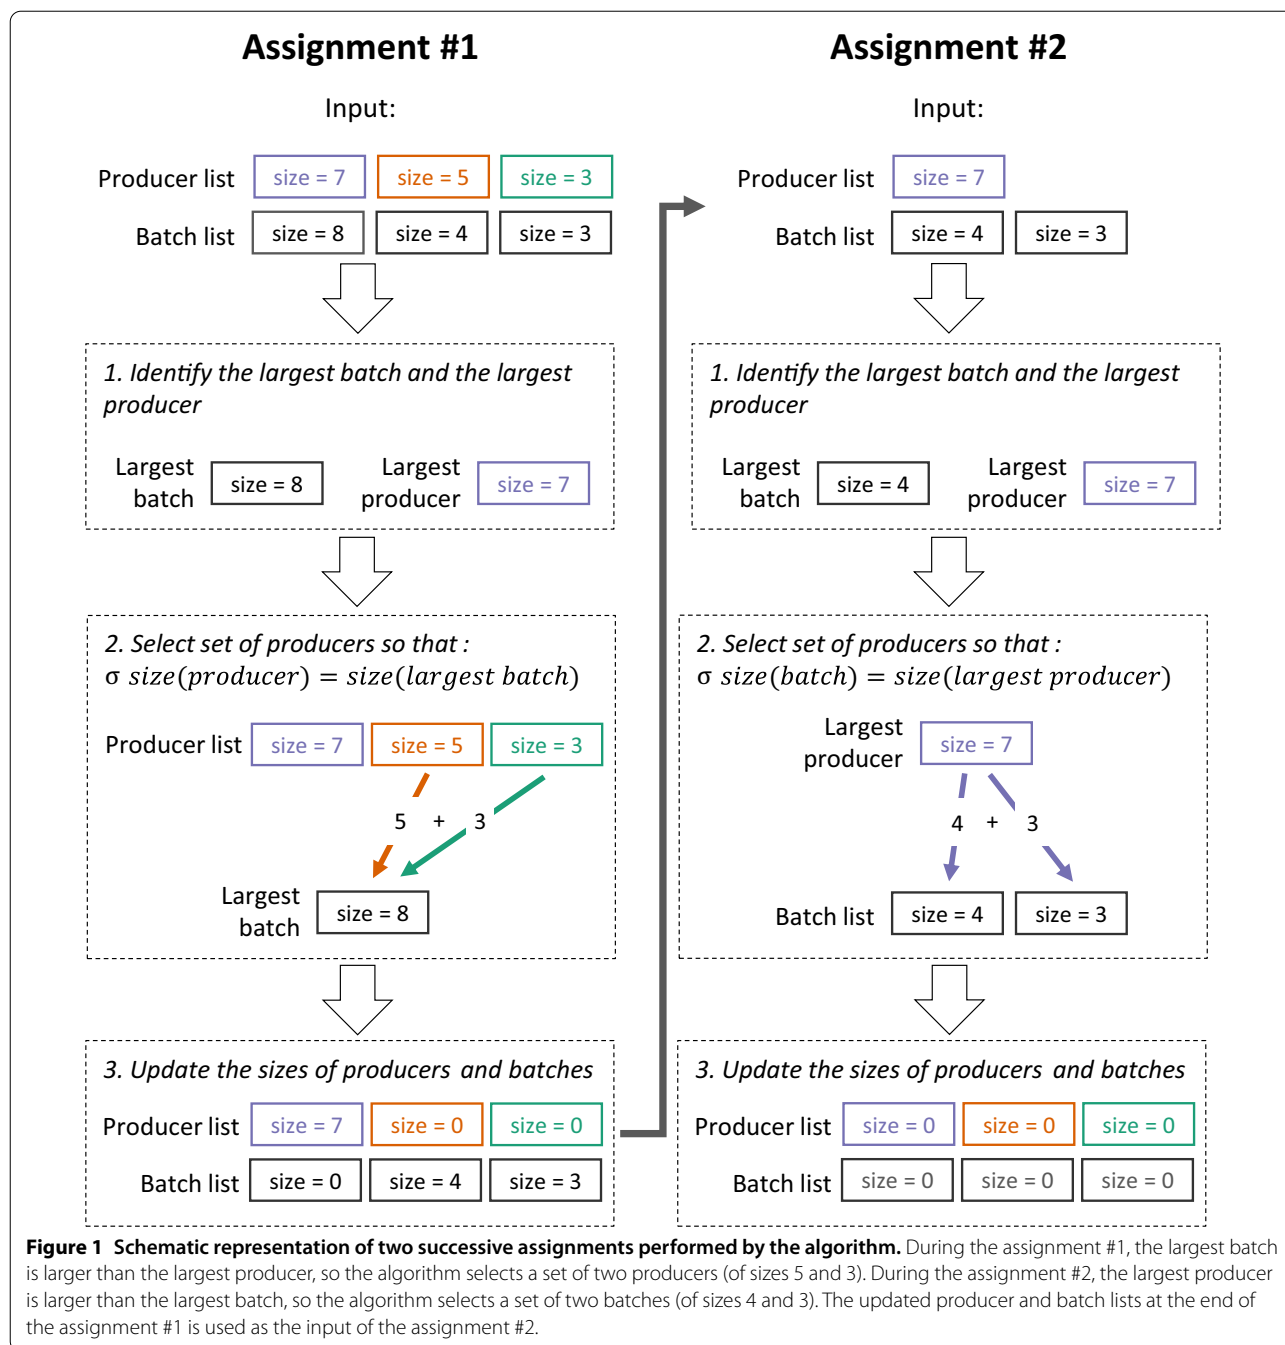 Assignment #1
Input:
Producer list size = 7 size = 5 size = 3
Batch list size = 8 size = 4 size = 3
1. Identify the largest batch and the largest
producer
Largest
batch
size = 8
Largest
producer
size = 7
2. Select set of producers so that :
σ size(producer) = size(largest batch)
Producer list size = 7 size = 5 size = 3
5 + 3
Largest
batch
size = 8
3. Update the sizes of producers and batches
Producer list size = 7 size = 0 size = 0
Batch list size = 0 size = 4 size = 3
Assignment #2
Input:
Producer list size = 7
Batch list size = 4 size = 3
1. Identify the largest batch and the largest
producer
Largest
batch
size = 4
Largest
producer
size = 7
2. Select set of producers so that :
σ size(batch) = size(largest producer)
Largest
producer
size = 7
4 + 3
Batch list size = 4 size = 3
3. Update the sizes of producers and batches
Producer list size = 0 size = 0 size = 0
Batch list size = 0 size = 0 size = 0
Figure 1 Schematic representation of two successive assignments performed by the algorithm. During the assignment #1, the largest batch
is larger than the largest producer, so the algorithm selects a set of two producers (of sizes 5 and 3). During the assignment #2, the largest producer
is larger than the largest batch, so the algorithm selects a set of two batches (of sizes 4 and 3). The updated producer and batch lists at the end of
the assignment #1 is used as the input of the assignment #2.